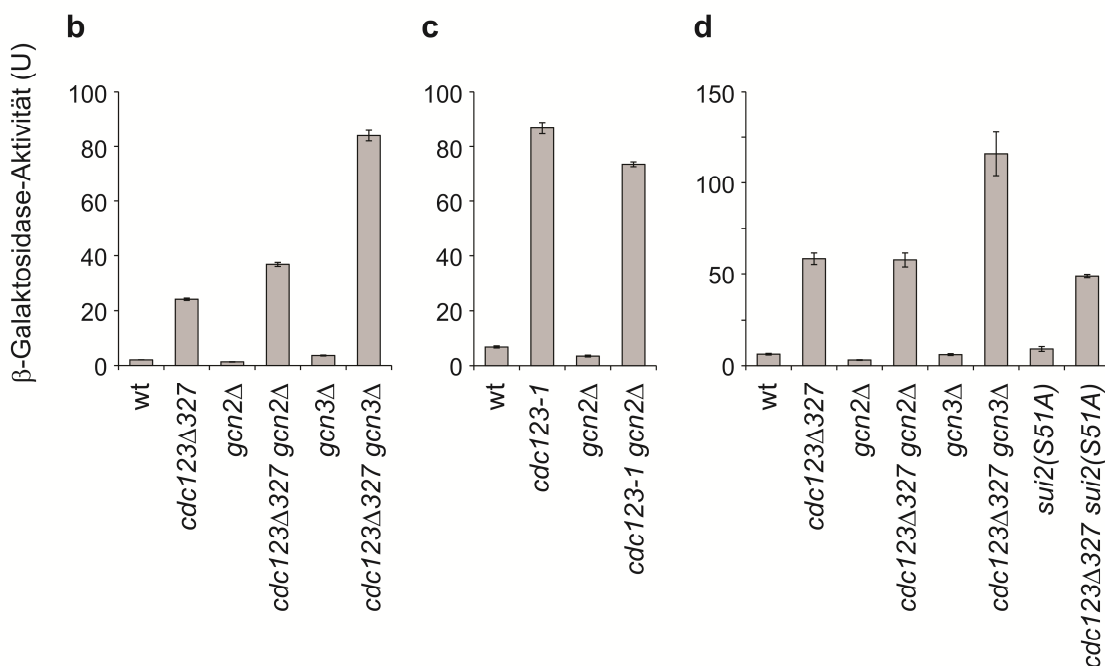 b
c
d
β-Galaktosidase-Aktivität (U)
100
80
60
40
20
0
wt
cdc123Δ327
gcn2Δ
cdc123Δ327 gcn2Δ
gcn3Δ
cdc123Δ327 gcn3Δ
100
80
60
40
20
0
wt
cdc123-1
gcn2Δ
cdc123-1 gcn2Δ
150
100
50
0
wt
cdc123Δ327
gcn2Δ
cdc123Δ327 gcn2Δ
gcn3Δ
cdc123Δ327 gcn3Δ
sui2(S51A)
cdc123Δ327 sui2(S51A)